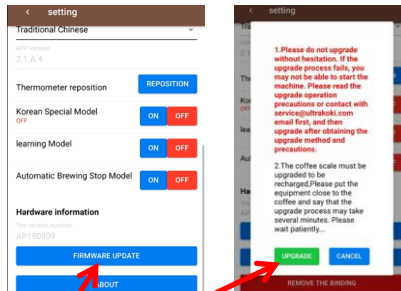 setting
Traditional Chinese
APP version
2.1.A.4
Thermometer reposition
REPOSITION
Korean Special Model
OFF
ON OFF
learning Model
ON OFF
Automatic Brewing Stop Model
ON OFF
Hardware information
The version number
AP190909
FIRMWARE UPDATE
ABOUT
setting
1.Please do not upgrade
without hesitation. If the
upgrade process fails, you
may not be able to start the
machine. Please read the
upgrade operation
precautions or contact with
service@ultrakoki.com
email first, and then
upgrade after obtaining the
upgrade method and
precautions.
2.The coffee scale must be
upgraded to be
recharged,Please put the
equipment close to the
coffee and say that the
upgrade process may take
several minutes. Please
wait patiently...
UPGRADE CANCEL
REMOVE THE BINDING